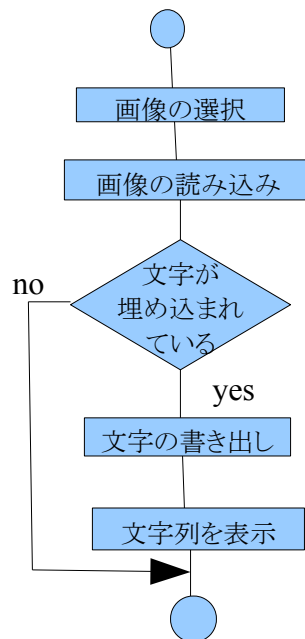 画像の選択
画像の読み込み
文字が
埋め込まれ
ている
no
yes
文字の書き出し
文字列を表示